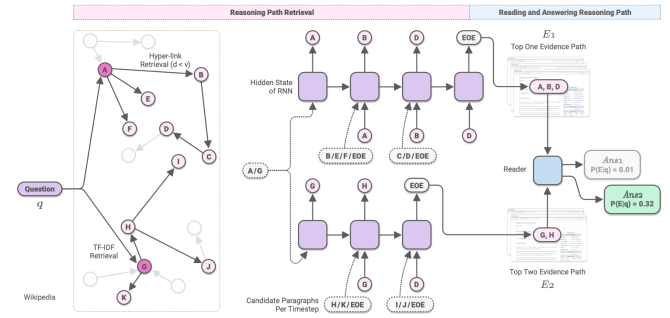 Reasoning Path Retrieval
Reading and Answering Reasoning Path
Hyper-link
Retrieval (d < v)
A
B
E
F
D
C
I
H
TF-IDF
Retrieval
G
J
K
Question
q
Wikipedia
A
B
D
EOE
Hidden State
of RNN
A
B
D
B/E/F/EOE
C/D/EOE
A/G
G
H
EOE
G
D
H/K/EOE
I/J/EOE
Candidate Paragraphs
Per Timestep
E1
Top One Evidence Path
A, B, D
Reader
Ans1
P(E|q) = 0.01
Ans2
P(E|q) = 0.32
G, H
Top Two Evidence Path
E2